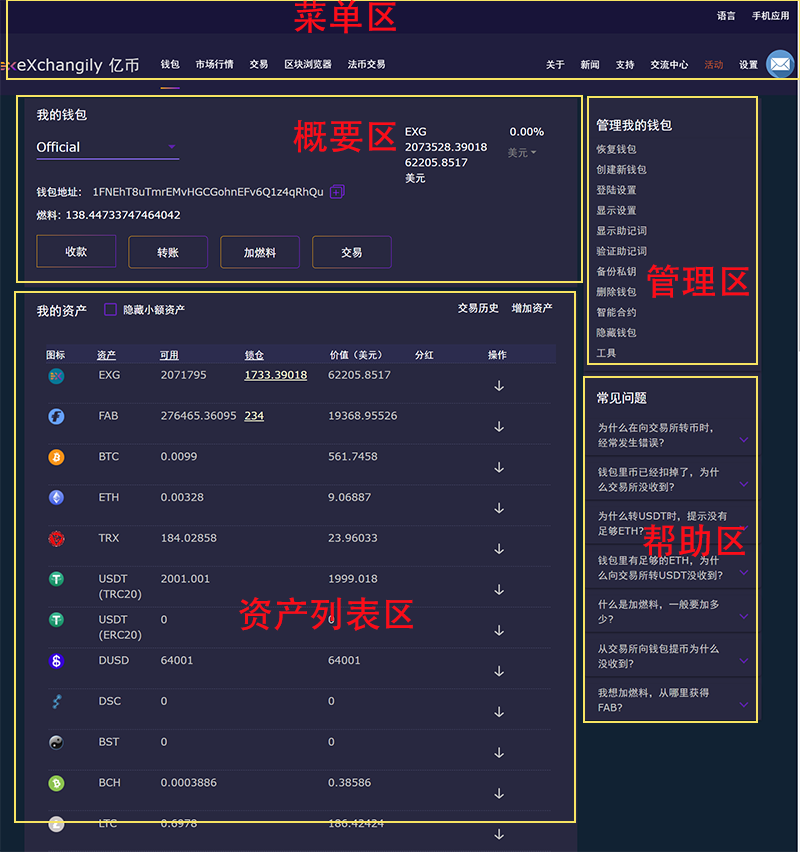 菜单区
语言 手机应用
eXchangily 亿币 钱包 市场行情 交易 区块浏览器 法币交易 关于 新闻 支持 交流中心 活动 设置
我的钱包
概要区
Official
EXG
2073528.39018
62205.8517
美元
0.00%
美元
钱包地址: 1FNEhT8uTmrEMvHGCGohnEFv6Q1z4qRhQu
燃料: 138.44733747464042
收款 转账 加燃料 交易
管理我的钱包
恢复钱包
创建新钱包
登陆设置
显示设置
显示助记词
验证助记词
备份私钥
删除钱包
智能合约
隐藏钱包
工具
管理区
我的资产 隐藏小额资产 交易历史 增加资产
图标 资产 可用 锁仓 价值（美元） 分红 操作
EXG 2071795 1733.39018 62205.8517
FAB 276465.36095 234 19368.95526
BTC 0.0099 561.7458
ETH 0.00328 9.06887
TRX 184.02858 23.96033
USDT (TRC20) 2001.001 1999.018
USDT (ERC20) 0 0
DUSD 64001 64001
DSC 0 0
BST 0 0
BCH 0.0003886 0.38586
LTC 0.6978 186.42424
资产列表区
常见问题
为什么在向交易所转币时，
经常发生错误?
钱包里币已经扣掉了，为什
么交易所没收到?
为什么转USDT时，提示没有
足够ETH?
钱包里有足够的ETH，为什
么向交易所转USDT没收到?
什么是加燃料，一般要加多
少?
从交易所向钱包提币为什么
没收到?
我想加燃料，从哪里获得
FAB?
帮助区